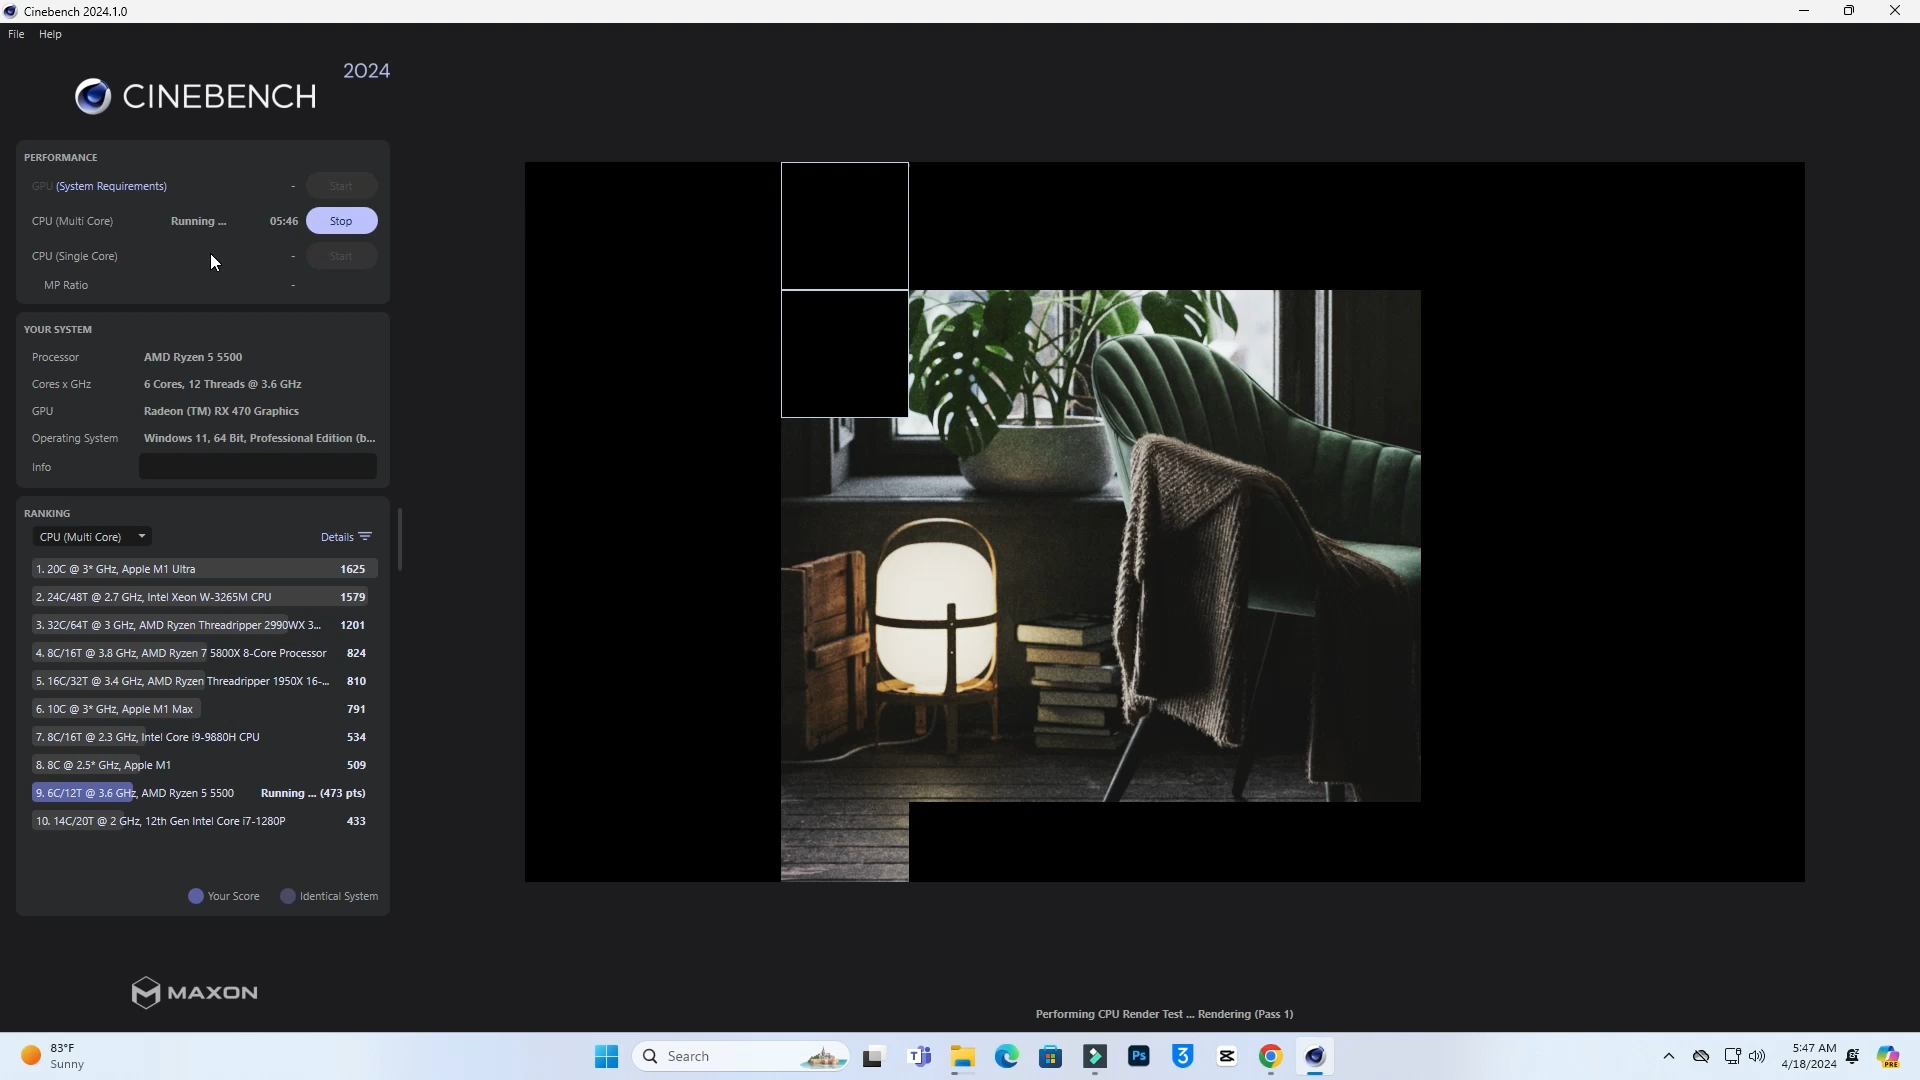 Cinebench 2024.1.0
File Help
2024
CINEBENCH
PERFORMANCE
GPU (System Requirements) - Start
CPU (Multi Core) Running ... 05:46 Stop
CPU (Single Core) - Start
MP Ratio -
YOUR SYSTEM
Processor AMD Ryzen 5 5500
Cores x GHz 6 Cores, 12 Threads @ 3.6 GHz
GPU Radeon (TM) RX 470 Graphics
Operating System Windows 11, 64 Bit, Professional Edition (b...
Info
RANKING
CPU (Multi Core) Details
1. 20C @ 3* GHz, Apple M1 Ultra 1625
2. 24C/48T @ 2.7 GHz, Intel Xeon W-3265M CPU 1579
3. 32C/64T @ 3 GHz, AMD Ryzen Threadripper 2990WX 3... 1201
4. 8C/16T @ 3.8 GHz, AMD Ryzen 7 5800X 8-Core Processor 824
5. 16C/32T @ 3.4 GHz, AMD Ryzen Threadripper 1950X 16-... 810
6. 10C @ 3* GHz, Apple M1 Max 791
7. 8C/16T @ 2.3 GHz, Intel Core i9-9880H CPU 534
8. 8C @ 2.5* GHz, Apple M1 509
9. 6C/12T @ 3.6 GHz, AMD Ryzen 5 5500 Running ... (473 pts)
10. 14C/20T @ 2 GHz, 12th Gen Intel Core i7-1280P 433
Your Score Identical System
MAXON
Performing CPU Render Test ... Rendering (Pass 1)
83°F
Sunny
Search
T
Ps
3
5:47 AM
4/18/2024
PRE